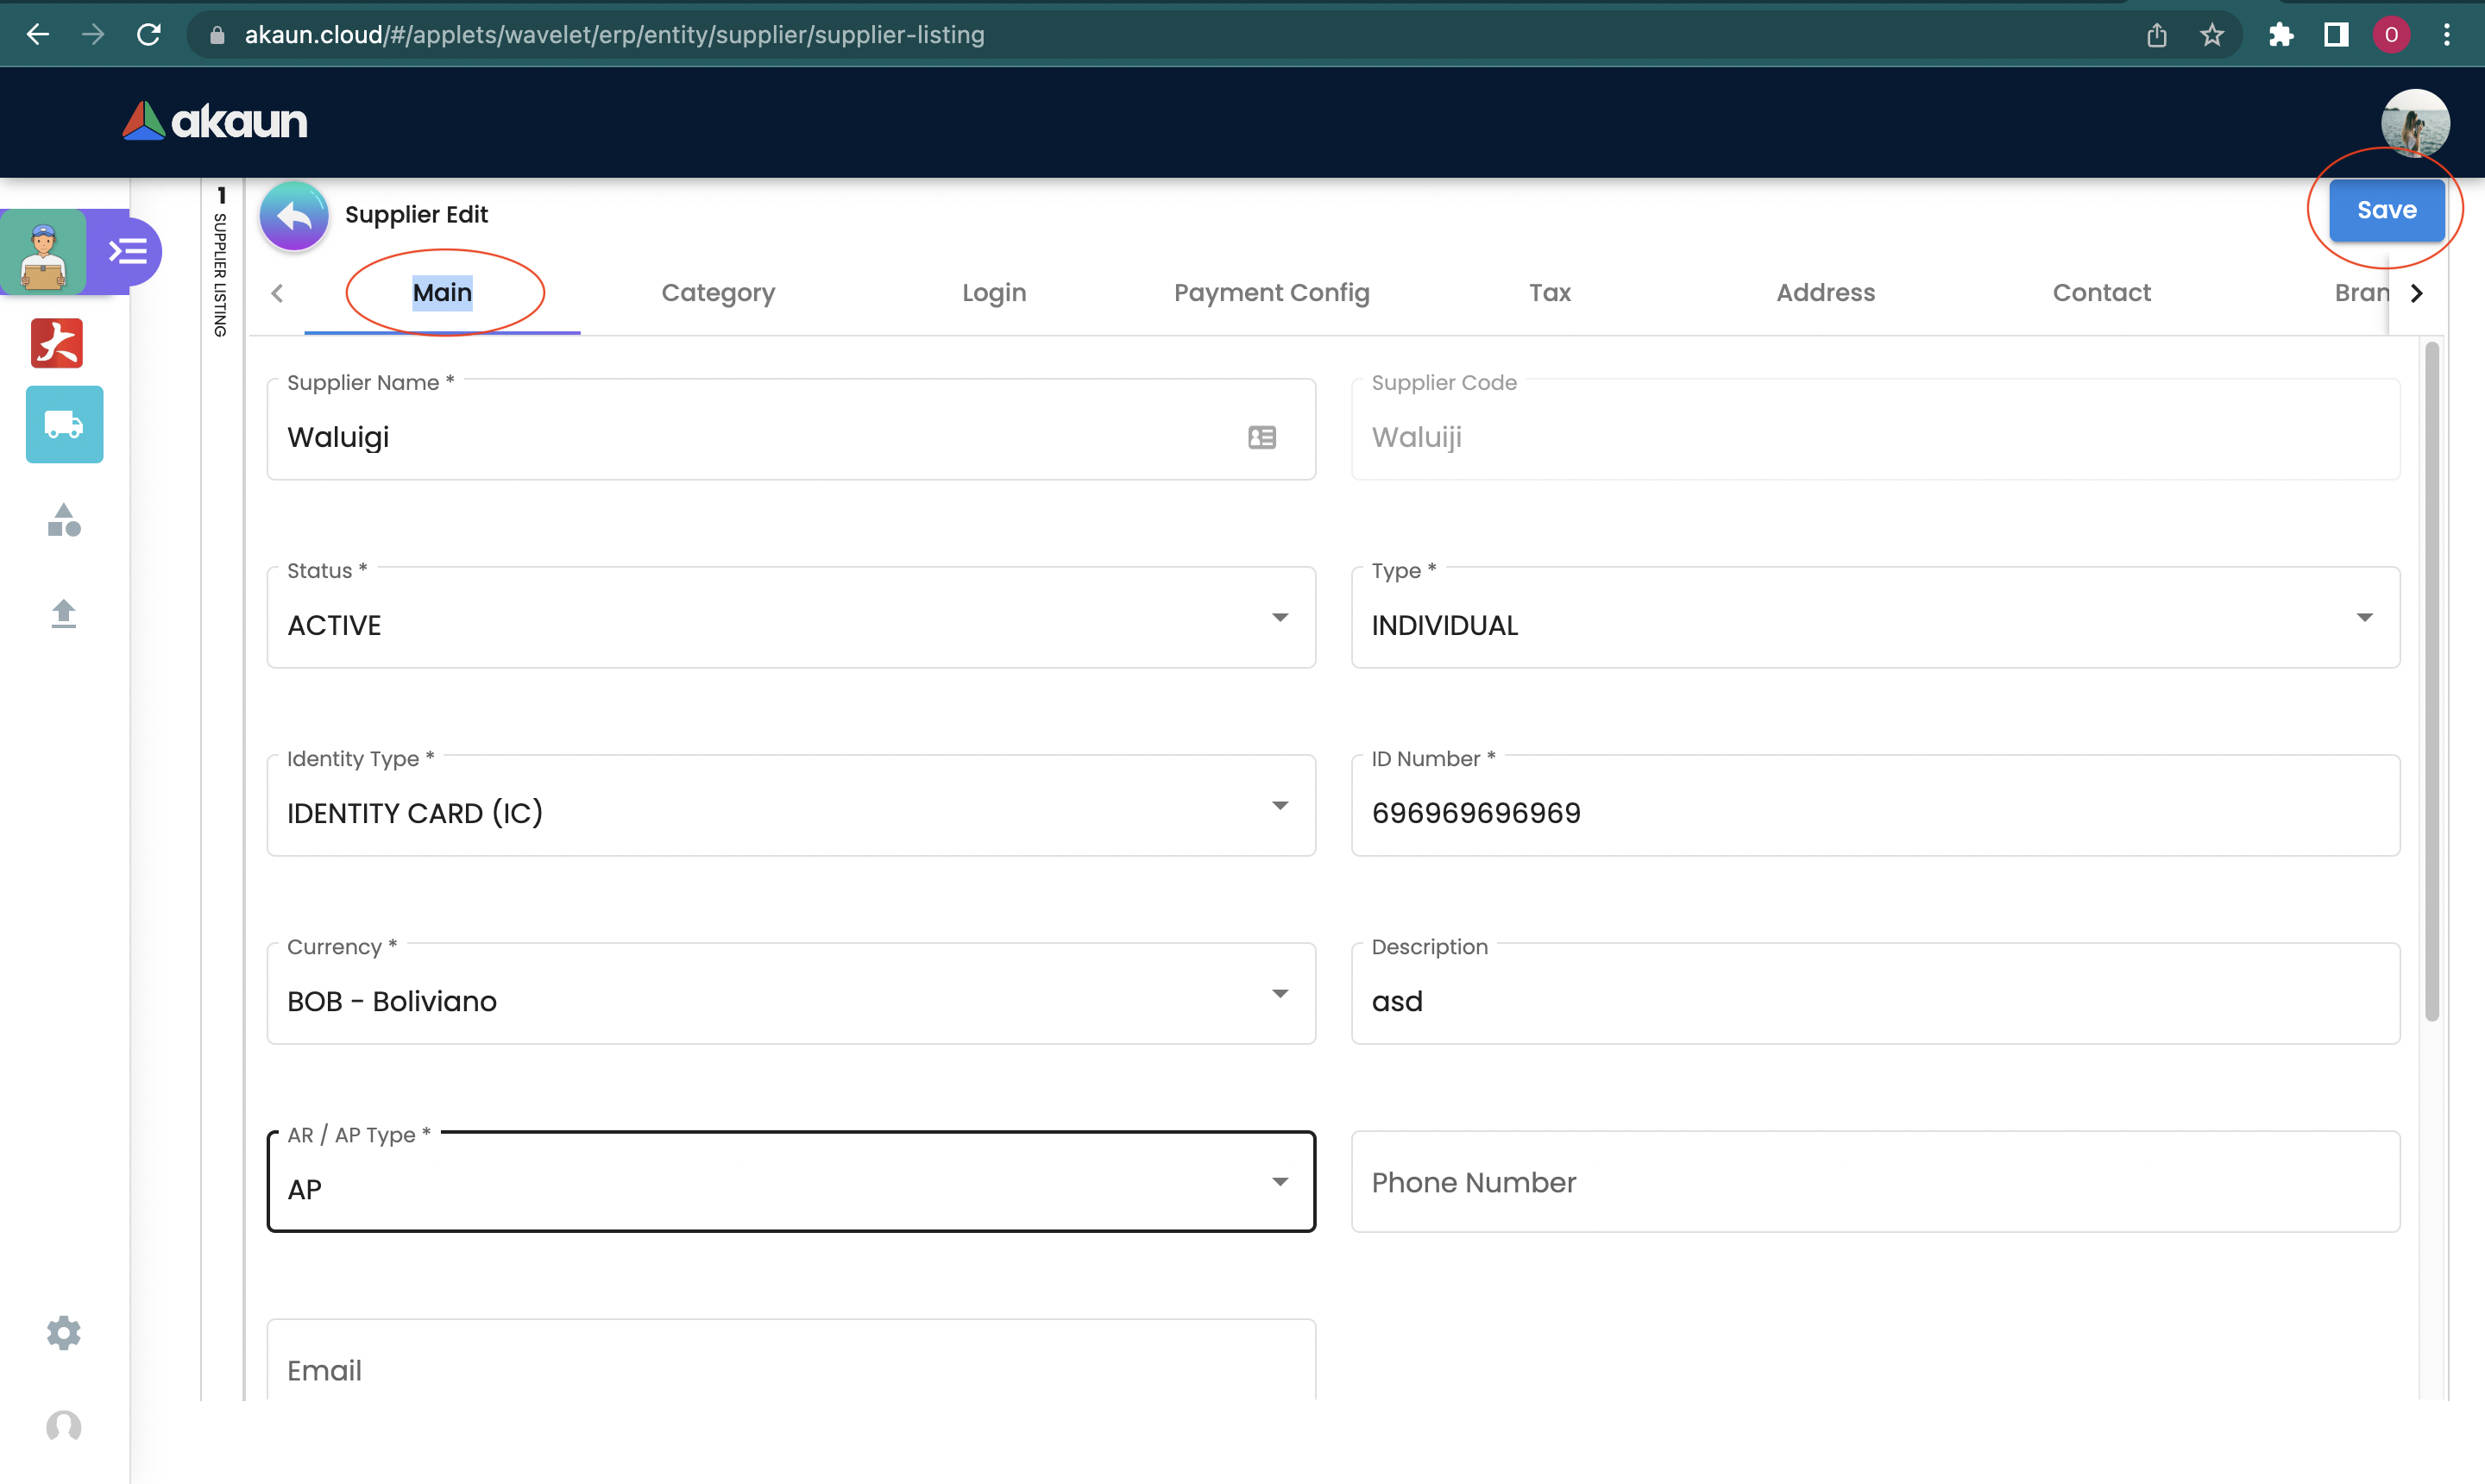 akaun.cloud/#/applets/wavelet/erp/entity/supplier/supplier-listing
O
akaun
1 SUPPLIER LISTING
Supplier Edit
Save
Main Category Login Payment Config Tax Address Contact Bran
Supplier Name * Supplier Code
Waluigi Waluiji
Status * Type *
ACTIVE INDIVIDUAL
Identity Type * ID Number *
IDENTITY CARD (IC) 696969696969
Currency * Description
BOB - Boliviano asd
AR / AP Type *
AP Phone Number
Email